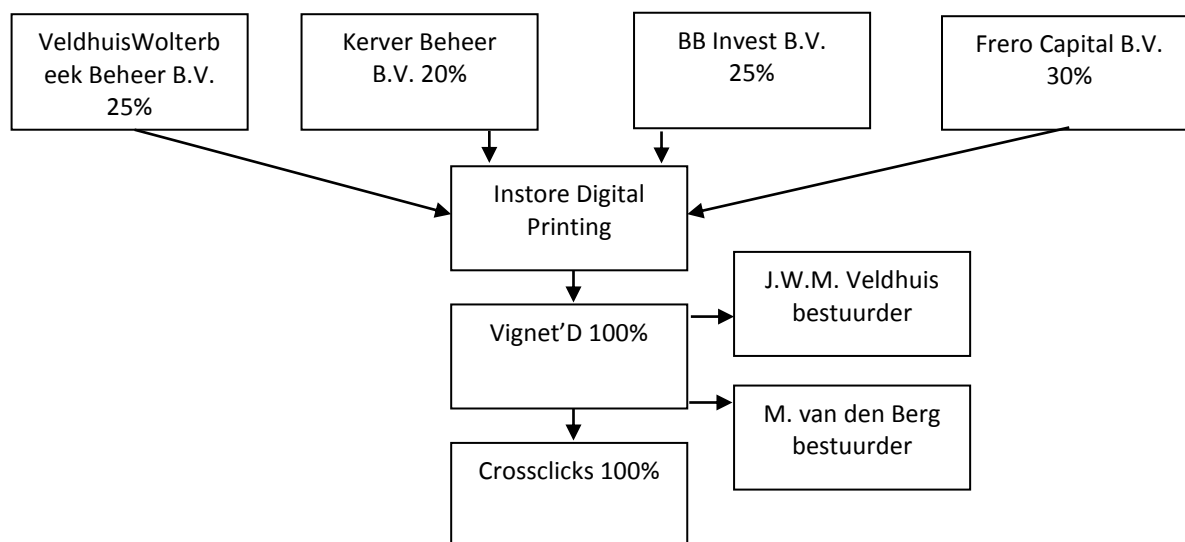 VeldhuisWolterb
eek Beheer B.V.
25%
Kerver Beheer
B.V. 20%
BB Invest B.V.
25%
Frero Capital B.V.
30%
Instore Digital
Printing
J.W.M. Veldhuis
bestuurder
Vignet’D 100%
M. van den Berg
bestuurder
Crossclicks 100%